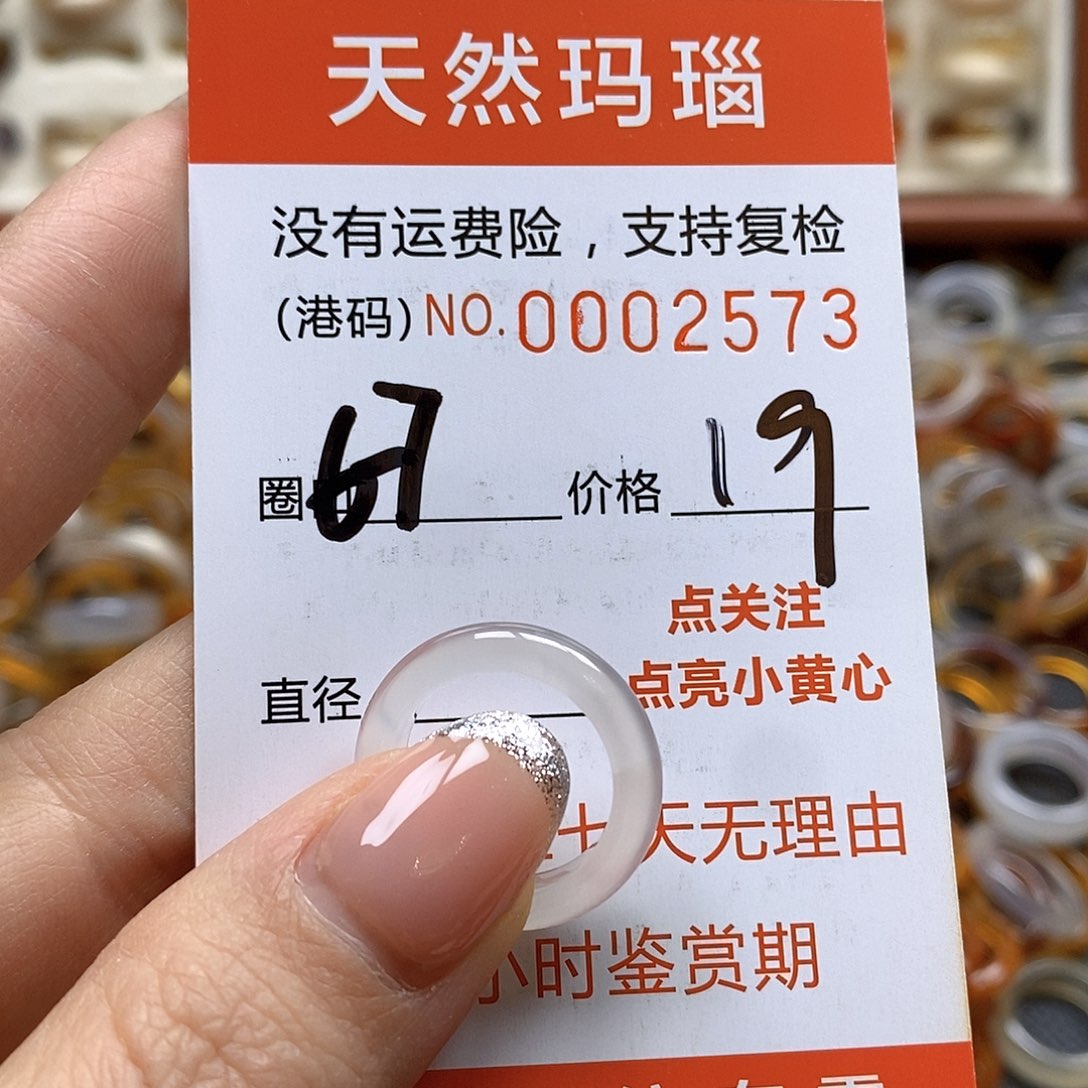 天然玛瑙
没有运费险，支持复检
(港码)NO.0002573
圈 67 价格 19
点关注
直径 点亮小黄心
七天无理由
小时鉴赏期